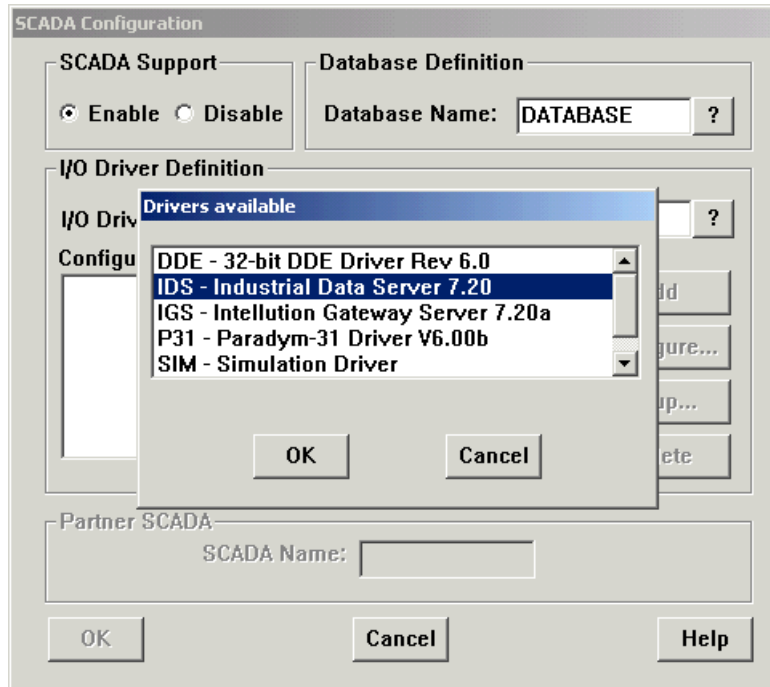 SCADA Configuration
SCADA Support
Database Definition
Enable Disable
Database Name: DATABASE ?
I/O Driver Definition
I/O Driv ?
Configu
Drivers available
DDE - 32-bit DDE Driver Rev 6.0
IDS - Industrial Data Server 7.20
IGS - Intellution Gateway Server 7.20a
P31 - Paradym-31 Driver V6.00b
SIM - Simulation Driver
OK Cancel
dd
gure...
up...
ete
Partner SCADA
SCADA Name:
OK Cancel Help